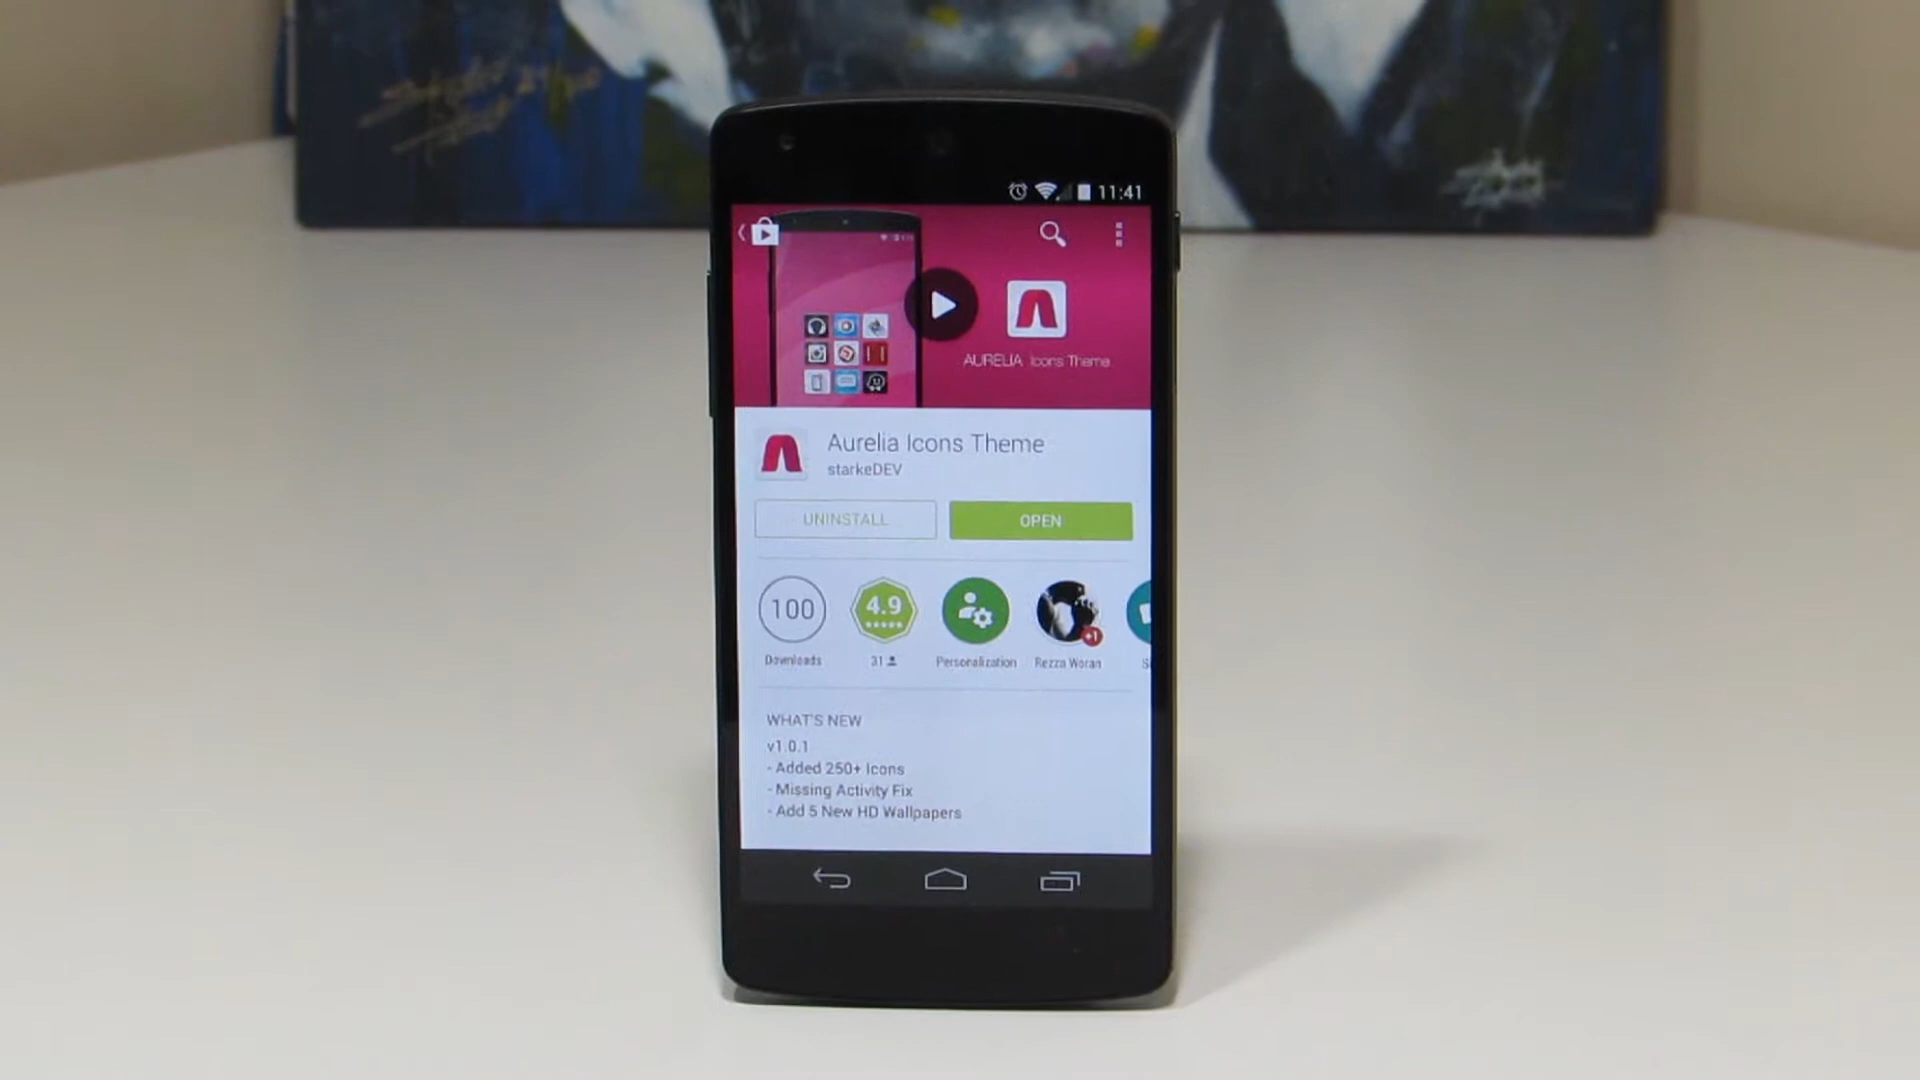 11:41
AURELIA Icons Theme
Aurelia Icons Theme
starkeDEV
UNINSTALL
OPEN
100
4.9
+1
Downloads
31
Personalization
Rezza Woran
WHAT'S NEW
v1.0.1
- Added 250+ Icons
- Missing Activity Fix
- Add 5 New HD Wallpapers